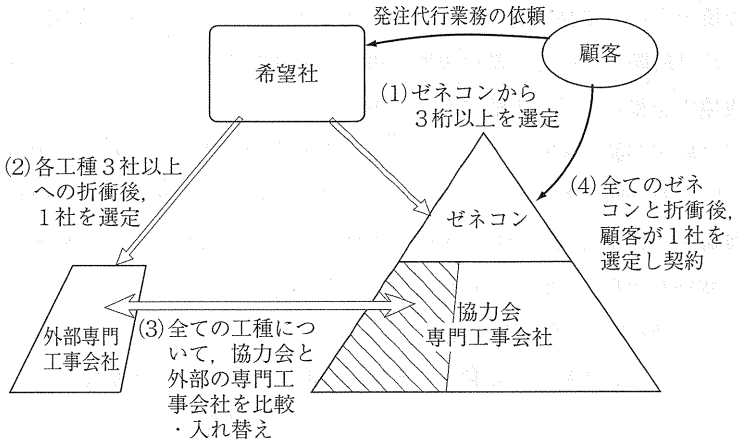 発注代行業務の依頼
顧客
希望社
(1)ゼネコンから
3桁以上を選定
(2)各工種3社以上
への折衝後,
1社を選定
(4)全てのゼネ
コンと折衝後,
顧客が1社を
選定し契約
ゼネコン
外部専門
工事会社
(3)全ての工種につ
いて,協力会と
外部の専門工
事会社を比較
・入れ替え
協力会
専門工事会社